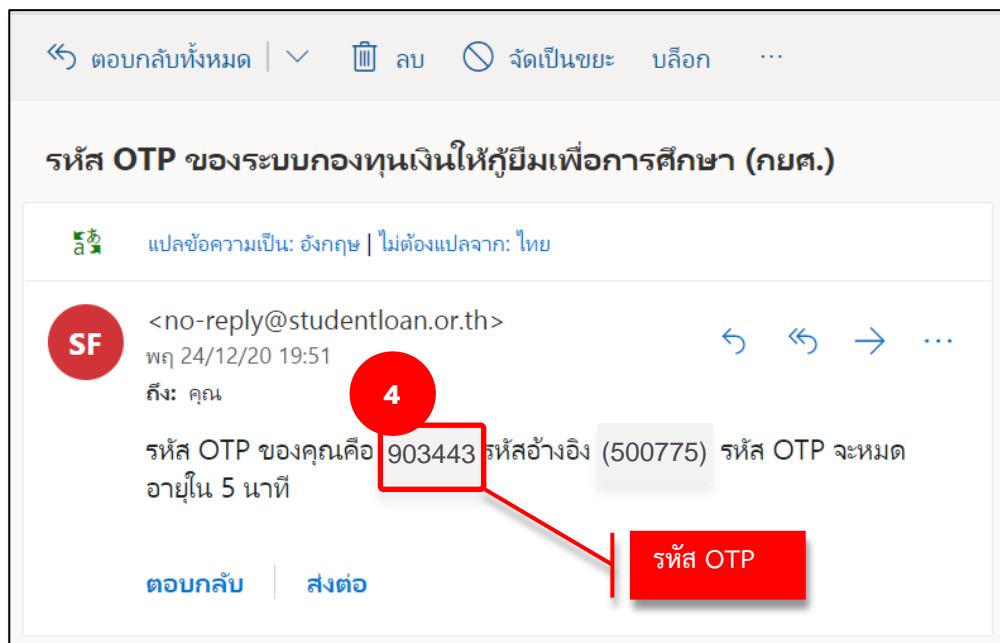 ตอบกลับทั้งหมด ลบ จัดเป็นขยะ บล็อก ...
รหัส OTP ของระบบกองทุนเงินให้กู้ยืมเพื่อการศึกษา (กยศ.)
แปลข้อความเป็น: อังกฤษ | ไม่ต้องแปลจาก: ไทย
SF
<no-reply@studentloan.or.th>
พฤ 24/12/20 19:51
ถึง: คุณ
4
รหัส OTP ของคุณคือ 903443 รหัสอ้างอิง (500775) รหัส OTP จะหมด
อายุใน 5 นาที
รหัส OTP
ตอบกลับ ส่งต่อ